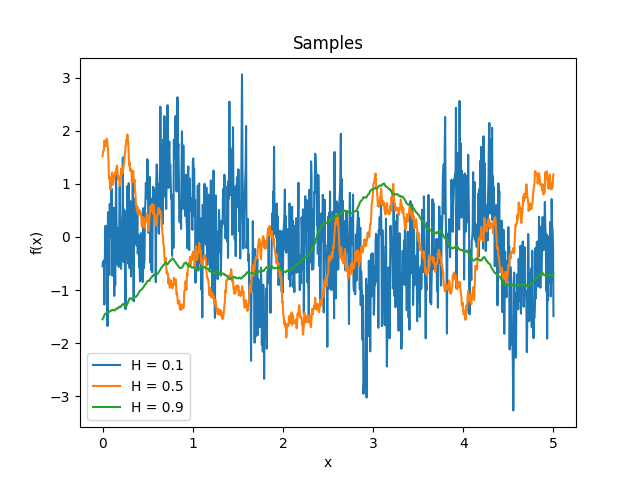 Samples
f(x)
3
2
1
0
−1
−2
−3
H = 0.1
H = 0.5
H = 0.9
0
1
2
3
4
5
x